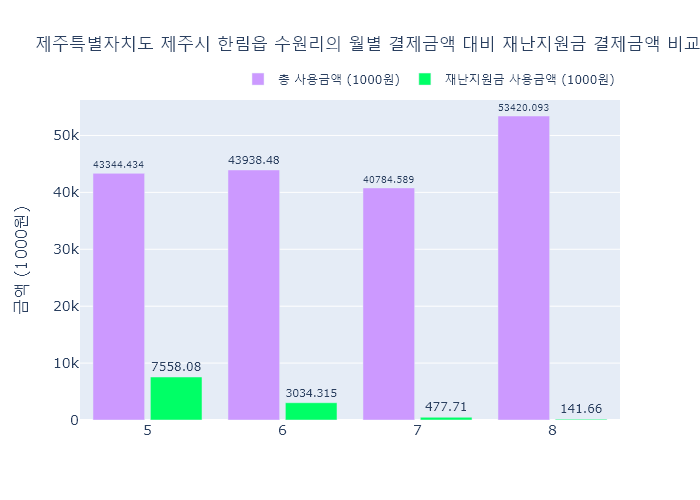 제주특별자치도 제주시 한림읍 수원리의 월별 결제금액 대비 재난지원금 결제금액 비교
총 사용금액 (1000원)
재난지원금 사용금액 (1000원)
금액 (1000원)
50k
40k
30k
20k
10k
0
43344.434
43938.48
40784.589
53420.093
7558.08
3034.315
477.71
141.66
5
6
7
8